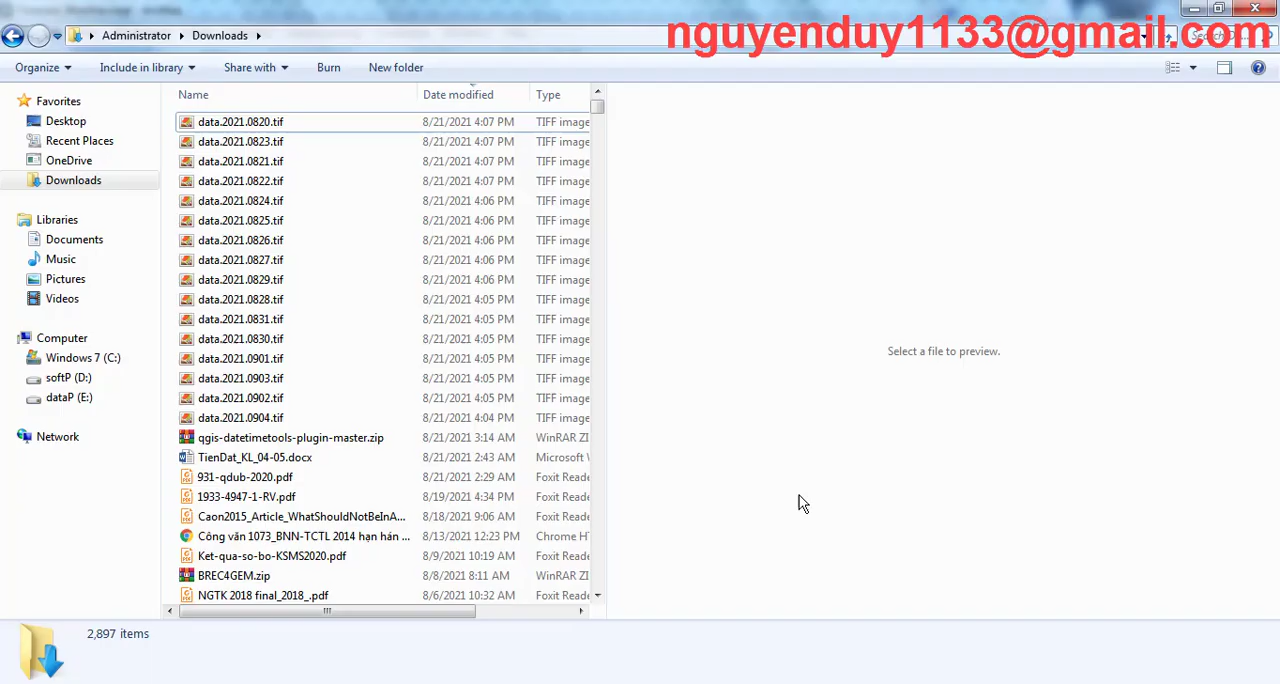 nguyenduy1133@gmail.com
Administrator Downloads
Organize Include in library Share with Burn New folder
Favorites
Desktop
Recent Places
OneDrive
Downloads
Libraries
Documents
Music
Pictures
Videos
Computer
Windows 7 (C:)
softP (D:)
dataP (E:)
Network
Name Date modified Type
data.2021.0820.tif 8/21/2021 4:07 PM TIFF image
data.2021.0823.tif 8/21/2021 4:07 PM TIFF image
data.2021.0821.tif 8/21/2021 4:07 PM TIFF image
data.2021.0822.tif 8/21/2021 4:07 PM TIFF image
data.2021.0824.tif 8/21/2021 4:06 PM TIFF image
data.2021.0825.tif 8/21/2021 4:06 PM TIFF image
data.2021.0826.tif 8/21/2021 4:06 PM TIFF image
data.2021.0827.tif 8/21/2021 4:06 PM TIFF image
data.2021.0829.tif 8/21/2021 4:06 PM TIFF image
data.2021.0828.tif 8/21/2021 4:05 PM TIFF image
data.2021.0831.tif 8/21/2021 4:05 PM TIFF image
data.2021.0830.tif 8/21/2021 4:05 PM TIFF image
data.2021.0901.tif 8/21/2021 4:05 PM TIFF image
data.2021.0903.tif 8/21/2021 4:05 PM TIFF image
data.2021.0902.tif 8/21/2021 4:05 PM TIFF image
data.2021.0904.tif 8/21/2021 4:04 PM TIFF image
qgis-datetimetools-plugin-master.zip 8/21/2021 3:14 AM WinRAR ZI
TienDat_KL_04-05.docx 8/21/2021 2:43 AM Microsoft
931-qdub-2020.pdf 8/21/2021 2:29 AM Foxit Reade
1933-4947-1-RV.pdf 8/19/2021 4:34 PM Foxit Reade
Caon2015_Article_WhatShouldNotBeInA... 8/18/2021 9:06 AM Foxit Reade
Công văn 1073_BNN-TCTL 2014 hạn hán ... 8/13/2021 12:23 PM Chrome HT
Ket-qua-so-bo-KSMS2020.pdf 8/9/2021 10:19 AM Foxit Reade
BREC4GEM.zip 8/8/2021 8:11 AM WinRAR ZI
NGTK 2018 final_2018_.pdf 8/6/2021 10:32 AM Foxit Reade
Select a file to preview.
2,897 items